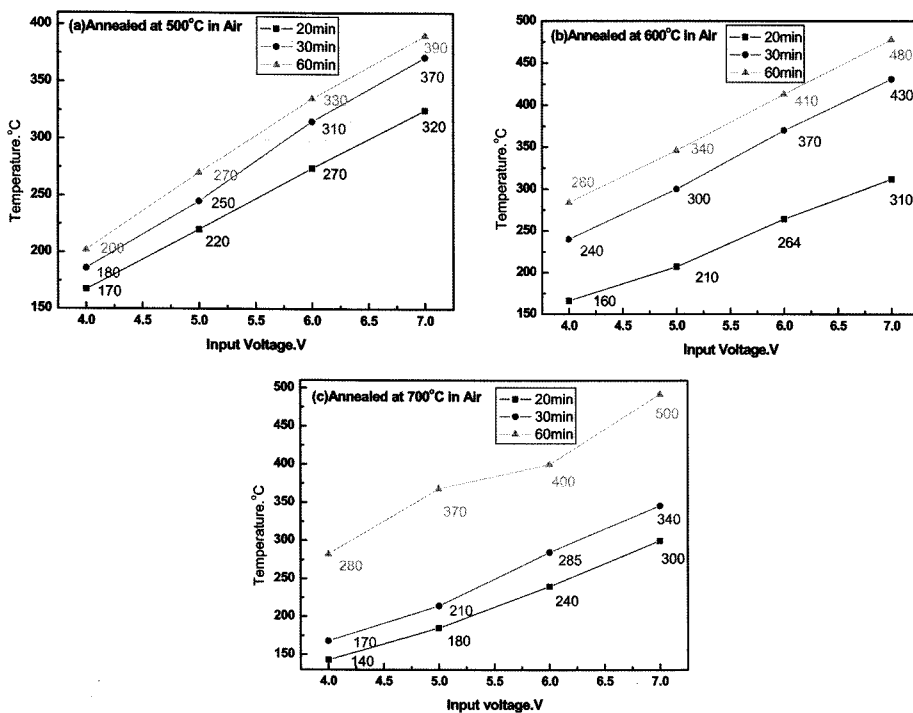 (a)Annealed at 500°C in Air
20min
30min
60min
400
350
300
250
200
150
Temperature.°C
390
370
330
310
320
270
270
250
220
200
180
170
4.0 4.5 5.0 5.5 6.0 6.5 7.0
Input Voltage.V
(b)Annealed at 600°C in Air
20min
30min
60min
500
450
400
350
300
250
200
150
Temperature.°C
480
430
410
370
340
310
300
280
264
240
210
160
4.0 4.5 5.0 5.5 6.0 6.5 7.0
Input Voltage.V
(c)Annealed at 700°C in Air
20min
30min
60min
500
450
400
350
300
250
200
150
Temperature.°C
500
400
370
340
300
280
285
240
210
180
170
140
4.0 4.5 5.0 5.5 6.0 6.5 7.0
Input voltage.V